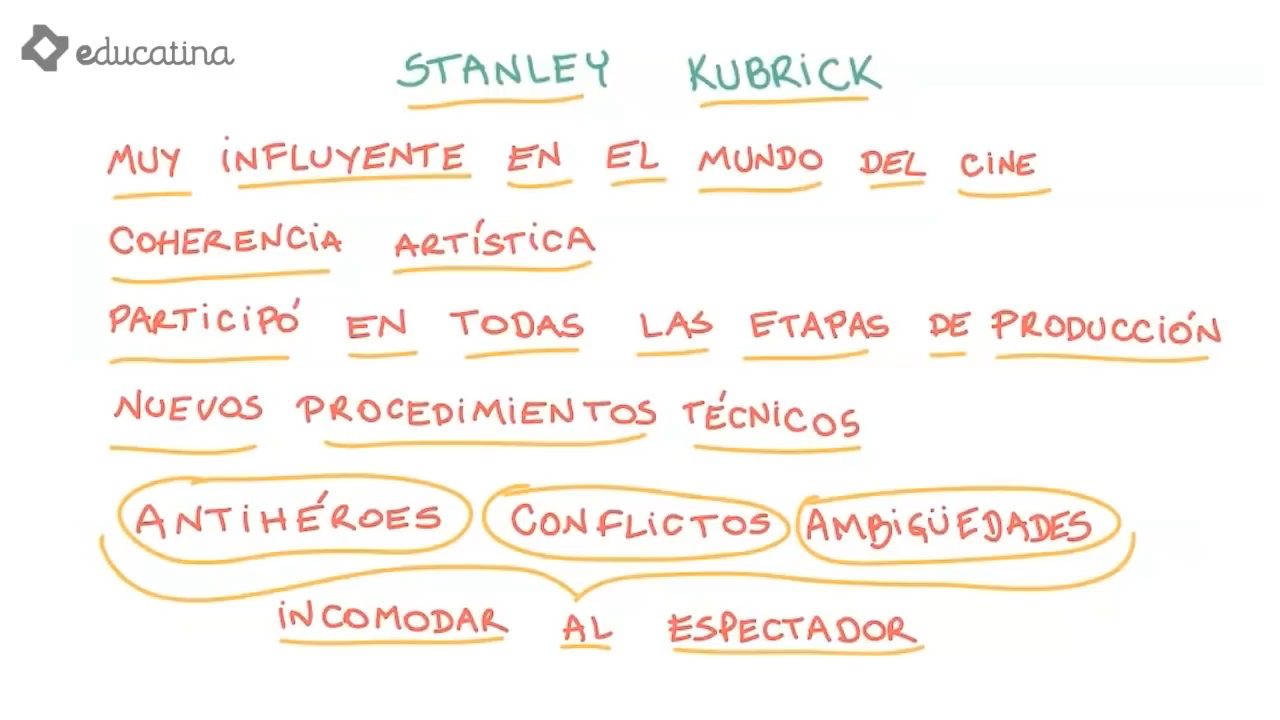 educatina
STANLEY KUBRICK
MUY INFLUYENTE EN EL MUNDO DEL CINE
COHERENCIA ARTÍSTICA
PARTICIPÓ EN TODAS LAS ETAPAS DE PRODUCCIÓN
NUEVOS PROCEDIMIENTOS TÉCNICOS
ANTIHÉROES CONFLICTOS AMBIGÜEDADES
INCOMODAR AL ESPECTADOR